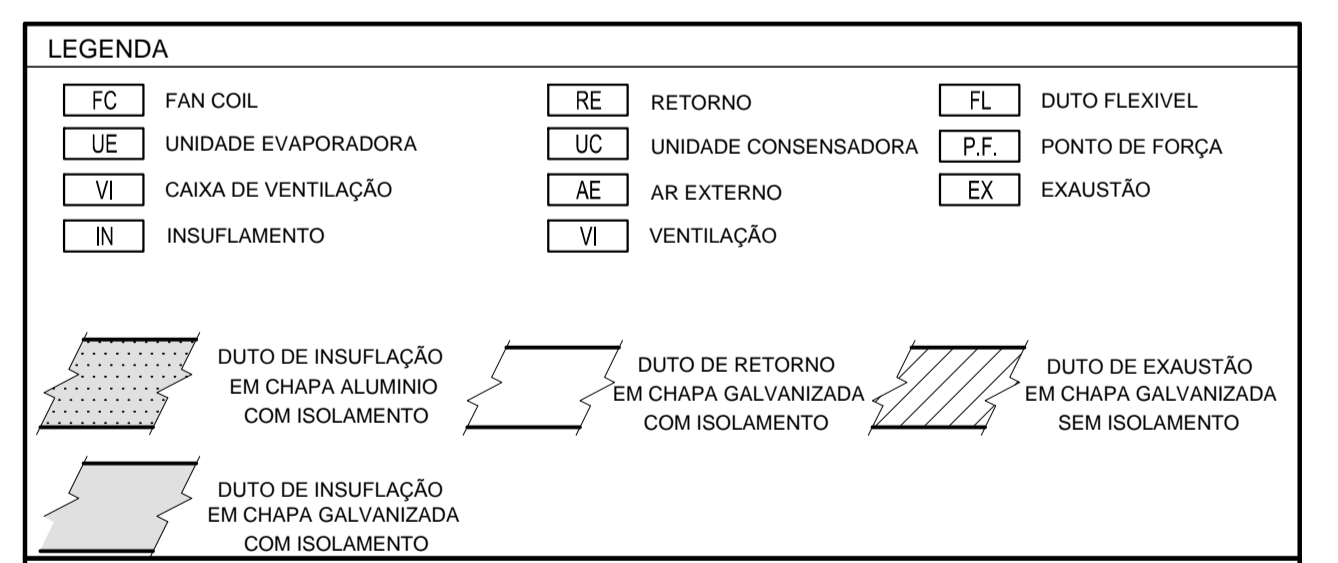 LEGENDA
FC FAN COIL
UE UNIDADE EVAPORADORA
VI CAIXA DE VENTILAÇÃO
IN INSUFLAMENTO
RE RETORNO
UC UNIDADE CONSENSADORA
AE AR EXTERNO
VI VENTILAÇÃO
FL DUTO FLEXIVEL
P.F. PONTO DE FORÇA
EX EXAUSTÃO
DUTO DE INSUFLAÇÃO
EM CHAPA ALUMINIO
COM ISOLAMENTO
DUTO DE RETORNO
EM CHAPA GALVANIZADA
COM ISOLAMENTO
DUTO DE EXAUSTÃO
EM CHAPA GALVANIZADA
SEM ISOLAMENTO
DUTO DE INSUFLAÇÃO
EM CHAPA GALVANIZADA
COM ISOLAMENTO